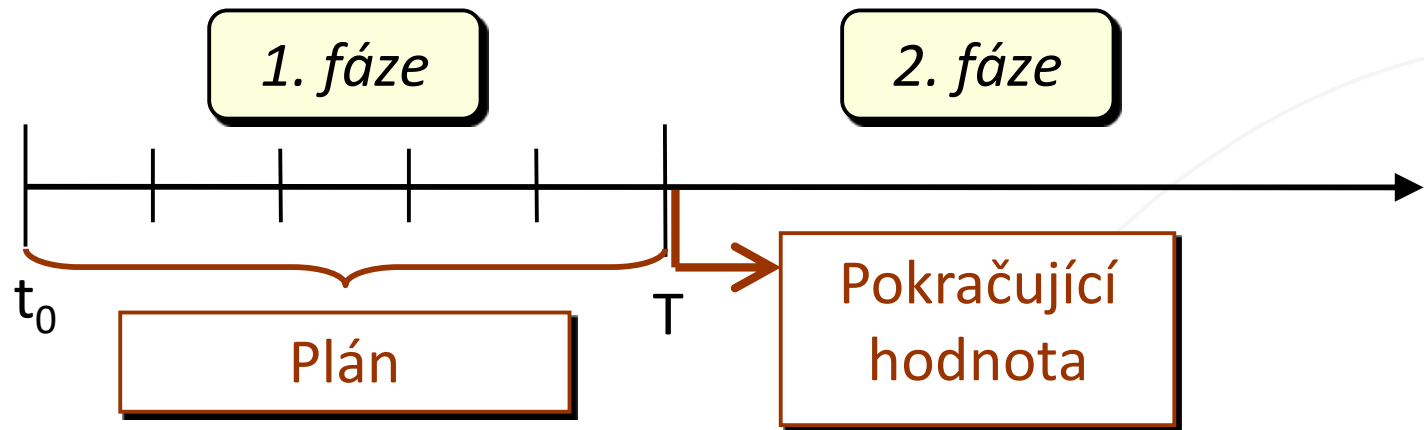 1. fáze
2. fáze
t₀
T
Plán
Pokračující
hodnota